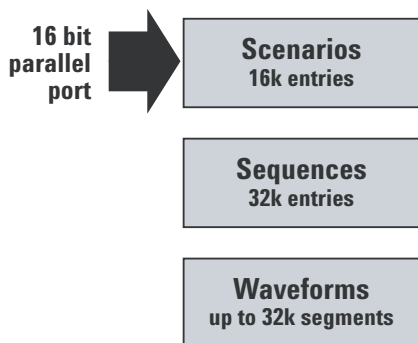 16 bit
parallel
port
Scenarios
16k entries
Sequences
32k entries
Waveforms
up to 32k segments